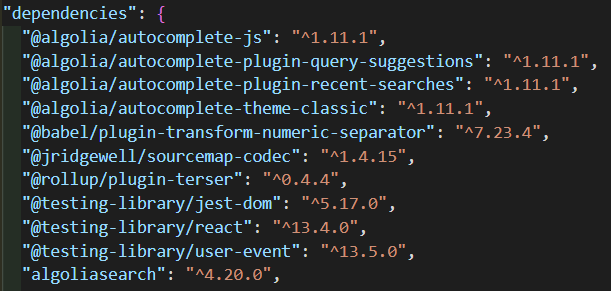 "dependencies": {
"@algolia/autocomplete-js": "^1.11.1",
"@algolia/autocomplete-plugin-query-suggestions": "^1.11.1",
"@algolia/autocomplete-plugin-recent-searches": "^1.11.1",
"@algolia/autocomplete-theme-classic": "^1.11.1",
"@babel/plugin-transform-numeric-separator": "^7.23.4",
"@jridgewell/sourcemap-codec": "^1.4.15",
"@rollup/plugin-terser": "^0.4.4",
"@testing-library/jest-dom": "^5.17.0",
"@testing-library/react": "^13.4.0",
"@testing-library/user-event": "^13.5.0",
"algoliasearch": "^4.20.0",